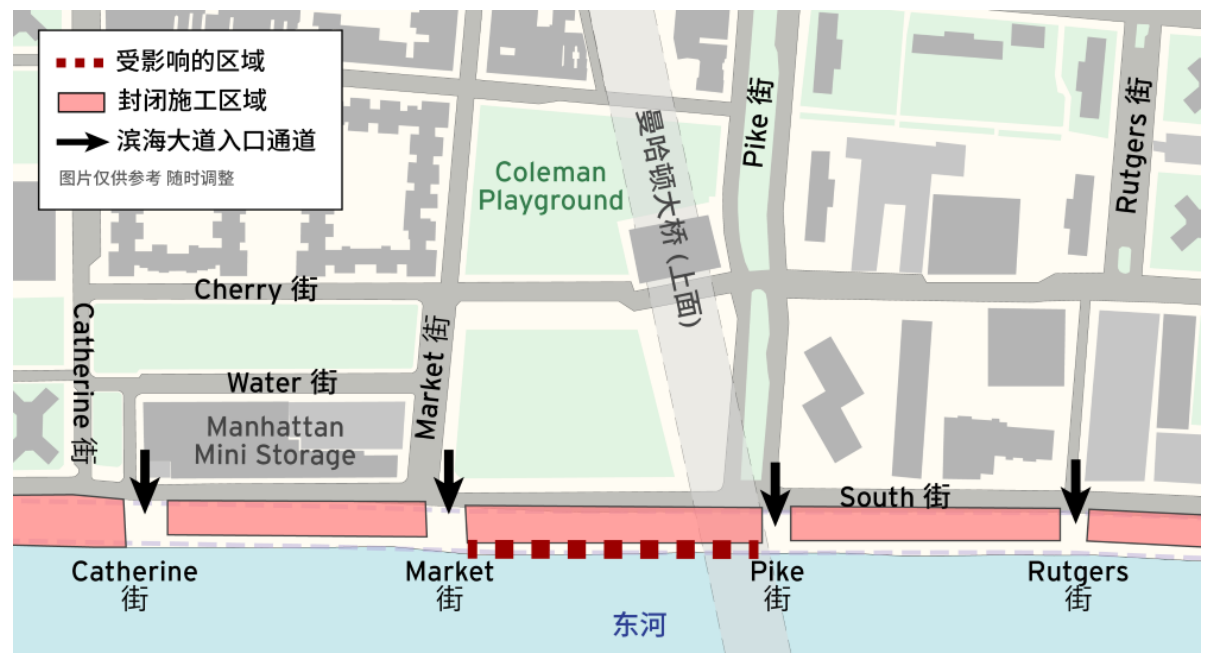 受影响的区域
封闭施工区域
滨海大道入口通道
图片仅供参考 随时调整
Coleman
Playground
曼哈顿大桥 (上面)
Pike 街
Rutgers 街
Cherry 街
Catherine 街
Market 街
Water 街
Manhattan
Mini Storage
South 街
Catherine
街
Market
街
Pike
街
Rutgers
街
东河